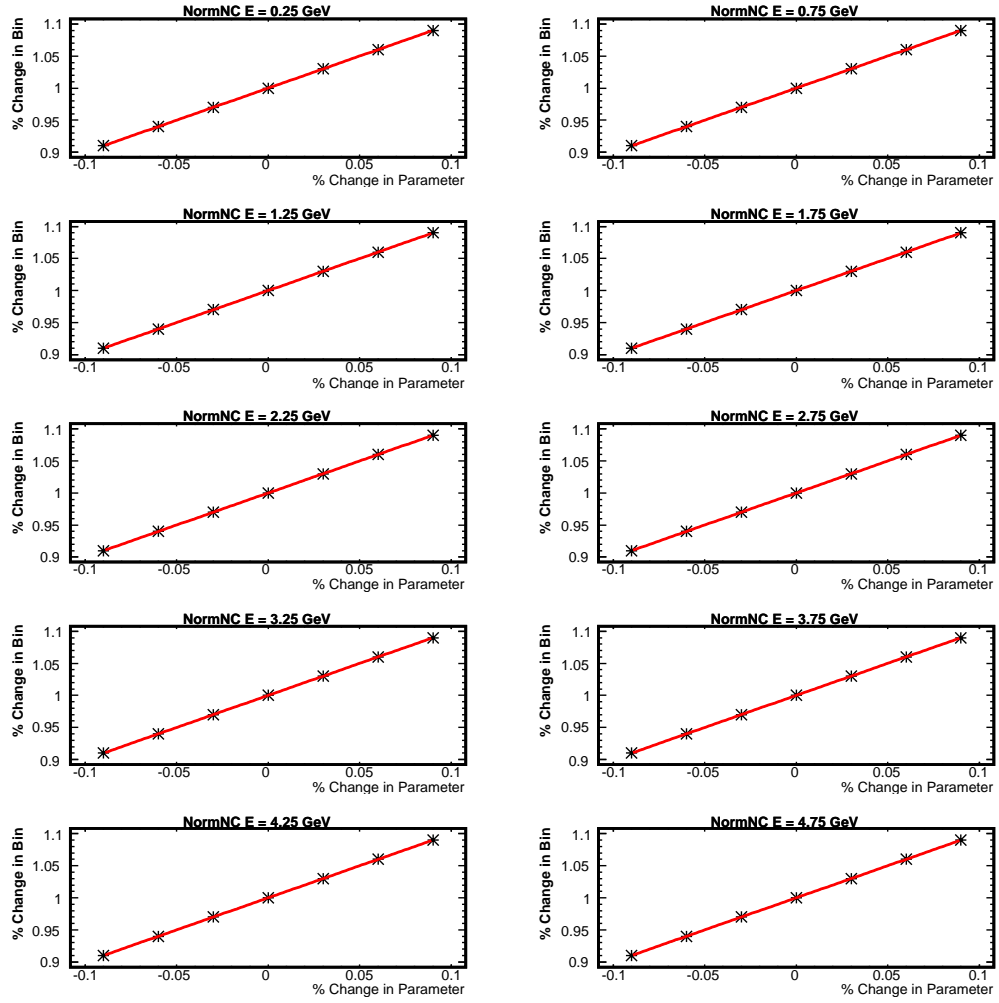 NormNC E = 0.25 GeV
% Change in Bin
1.1
1.05
1
0.95
0.9
-0.1 -0.05 0 0.05 0.1
% Change in Parameter
NormNC E = 0.75 GeV
% Change in Bin
1.1
1.05
1
0.95
0.9
-0.1 -0.05 0 0.05 0.1
% Change in Parameter
NormNC E = 1.25 GeV
% Change in Bin
1.1
1.05
1
0.95
0.9
-0.1 -0.05 0 0.05 0.1
% Change in Parameter
NormNC E = 1.75 GeV
% Change in Bin
1.1
1.05
1
0.95
0.9
-0.1 -0.05 0 0.05 0.1
% Change in Parameter
NormNC E = 2.25 GeV
% Change in Bin
1.1
1.05
1
0.95
0.9
-0.1 -0.05 0 0.05 0.1
% Change in Parameter
NormNC E = 2.75 GeV
% Change in Bin
1.1
1.05
1
0.95
0.9
-0.1 -0.05 0 0.05 0.1
% Change in Parameter
NormNC E = 3.25 GeV
% Change in Bin
1.1
1.05
1
0.95
0.9
-0.1 -0.05 0 0.05 0.1
% Change in Parameter
NormNC E = 3.75 GeV
% Change in Bin
1.1
1.05
1
0.95
0.9
-0.1 -0.05 0 0.05 0.1
% Change in Parameter
NormNC E = 4.25 GeV
% Change in Bin
1.1
1.05
1
0.95
0.9
-0.1 -0.05 0 0.05 0.1
% Change in Parameter
NormNC E = 4.75 GeV
% Change in Bin
1.1
1.05
1
0.95
0.9
-0.1 -0.05 0 0.05 0.1
% Change in Parameter